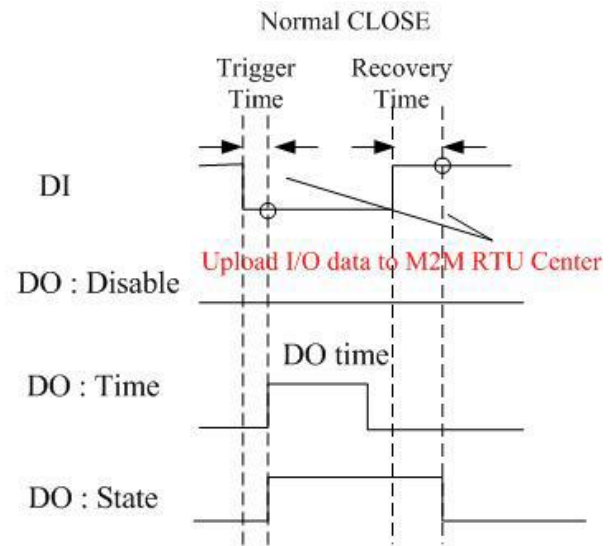 Normal CLOSE
Trigger Time
Recovery Time
DI
Upload I/O data to M2M RTU Center
DO : Disable
DO time
DO : Time
DO : State